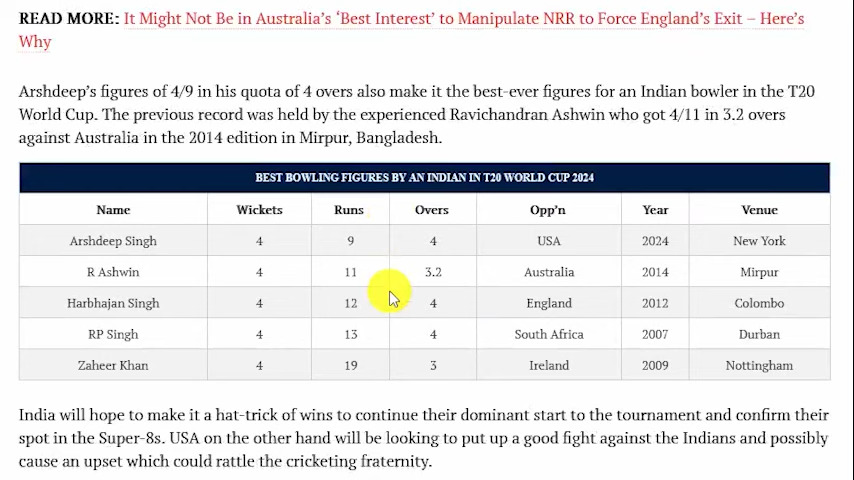 READ MORE: It Might Not Be in Australia's 'Best Interest' to Manipulate NRR to Force England's Exit – Here's
Why
Arshdeep's figures of 4/9 in his quota of 4 overs also make it the best-ever figures for an Indian bowler in the T20
World Cup. The previous record was held by the experienced Ravichandran Ashwin who got 4/11 in 3.2 overs
against Australia in the 2014 edition in Mirpur, Bangladesh.
BEST BOWLING FIGURES BY AN INDIAN IN T20 WORLD CUP 2024
Name Wickets Runs Overs Opp'n Year Venue
Arshdeep Singh 4 9 4 USA 2024 New York
R Ashwin 4 11 3.2 Australia 2014 Mirpur
Harbhajan Singh 4 12 4 England 2012 Colombo
RP Singh 4 13 4 South Africa 2007 Durban
Zaheer Khan 4 19 3 Ireland 2009 Nottingham
India will hope to make it a hat-trick of wins to continue their dominant start to the tournament and confirm their
spot in the Super-8s. USA on the other hand will be looking to put up a good fight against the Indians and possibly
cause an upset which could rattle the cricketing fraternity.